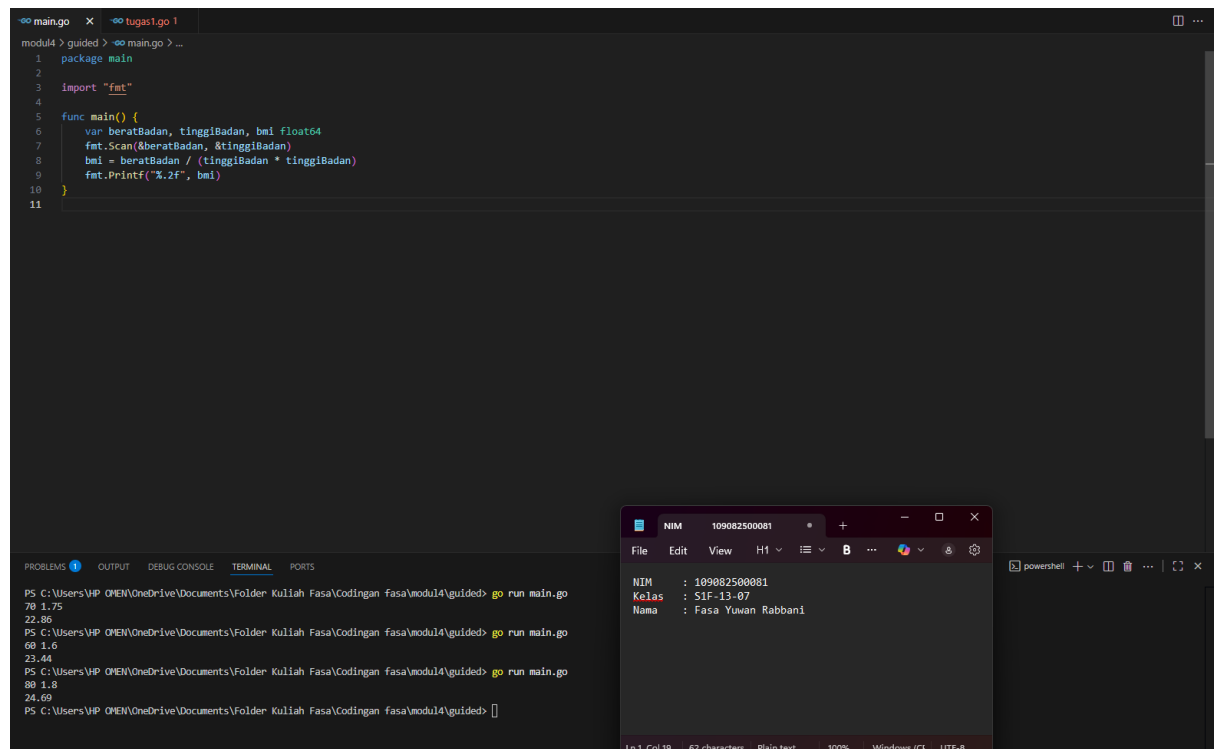 main.go × tugas1.go 1
modul4 > guided > main.go > ...
1 package main
2
3 import "fmt"
4
5 func main() {
6 var beratBadan, tinggiBadan, bmi float64
7 fmt.Scan(&beratBadan, &tinggiBadan)
8 bmi = beratBadan / (tinggiBadan * tinggiBadan)
9 fmt.Printf("%.2f", bmi)
10 }
11
PROBLEMS 1 OUTPUT DEBUG CONSOLE TERMINAL PORTS
powershell
PS C:\Users\HP OMEN\OneDrive\Documents\Folder Kuliah Fasa\Codingan fasa\modul4\guided> go run main.go
70 1.75
22.86
PS C:\Users\HP OMEN\OneDrive\Documents\Folder Kuliah Fasa\Codingan fasa\modul4\guided> go run main.go
60 1.6
23.44
PS C:\Users\HP OMEN\OneDrive\Documents\Folder Kuliah Fasa\Codingan fasa\modul4\guided> go run main.go
80 1.8
24.69
PS C:\Users\HP OMEN\OneDrive\Documents\Folder Kuliah Fasa\Codingan fasa\modul4\guided>
NIM 109082500081
File Edit View H1 B ...
NIM : 109082500081
Kelas : S1F-13-07
Nama : Fasa Yuwan Rabbani
Ln 1, Col 19 62 characters Plain text 100% Windows (CF UTF-8